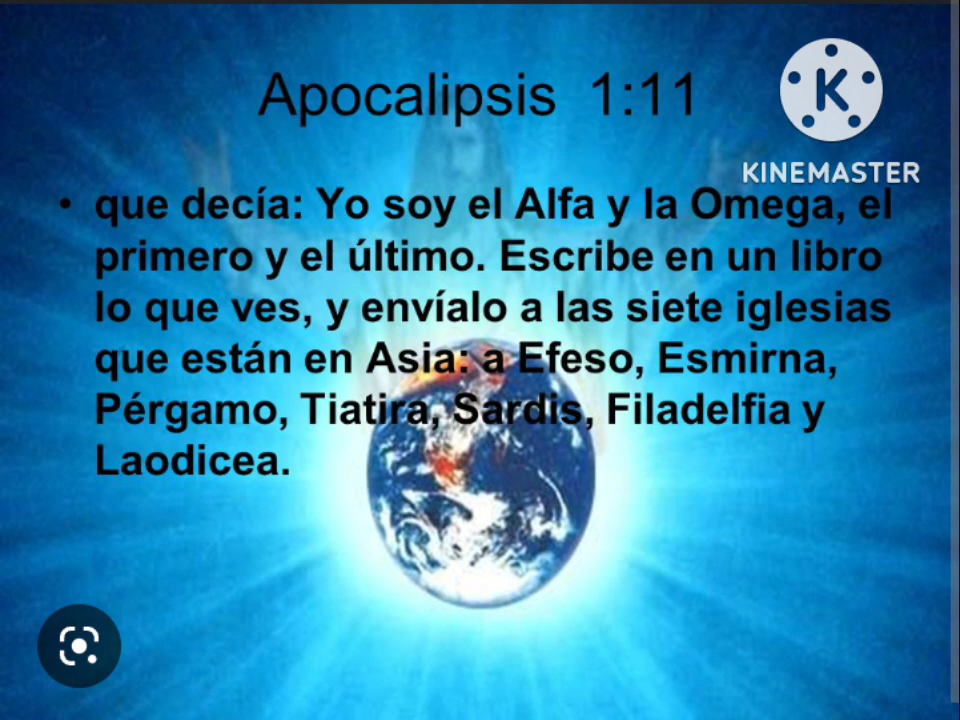 Apocalipsis 1:11
K
KINEMASTER
• que decía: Yo soy el Alfa y la Omega, el
primero y el último. Escribe en un libro
lo que ves, y envíalo a las siete iglesias
que están en Asia: a Efeso, Esmirna,
Pérgamo, Tiatira, Sardis, Filadelfia y
Laodicea.